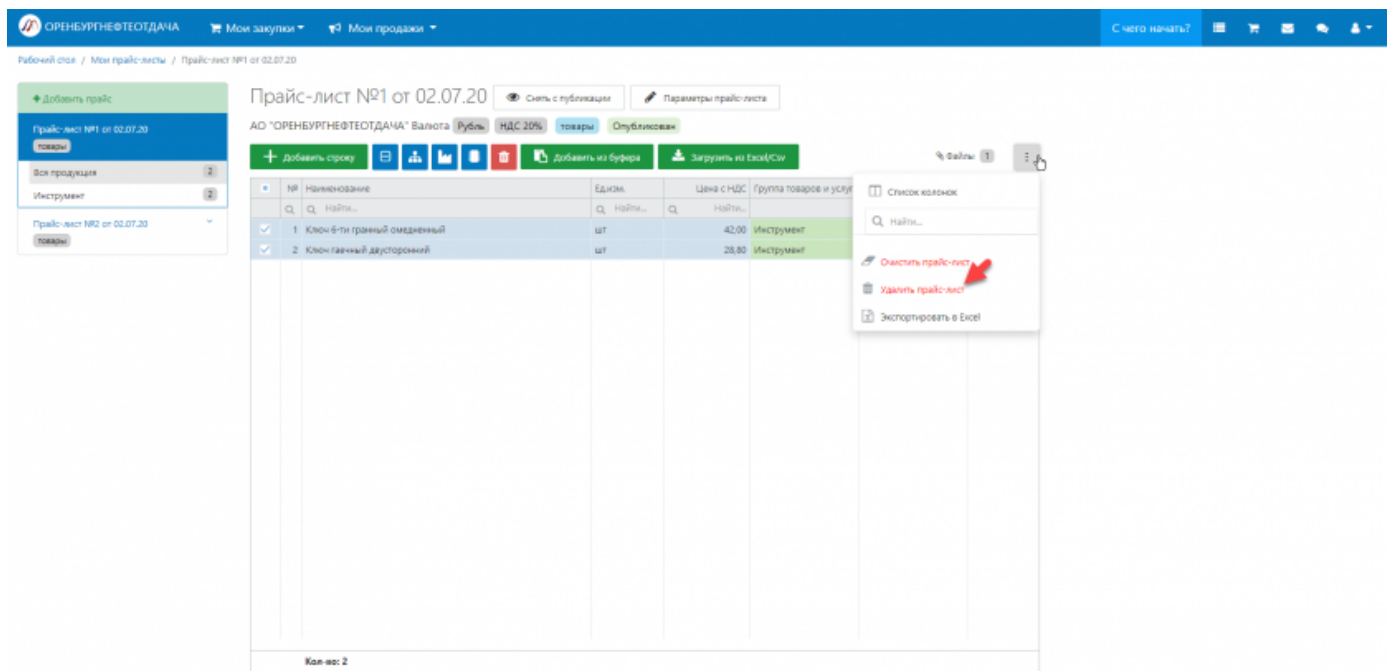 ОРЕНБУРГНЕФТЕОТДАЧА Мои закупки Мои продажи С чего начать?
Рабочий стол / Мои прайс-листы / Прайс-лист №1 от 02.07.20
Добавить прайс
Прайс-лист №1 от 02.07.20
товары
Вся продукция 2
Инструмент 2
Прайс-лист №2 от 02.07.20
товары
Прайс-лист №1 от 02.07.20 Снять с публикации Параметры прайс-листа
АО "ОРЕНБУРГНЕФТЕОТДАЧА" Валюта Рубль НДС 20% товары Опубликован
Добавить строку Добавить из буфера Загрузить из Excel/Csv Файлы 1
№ Наименование Ед.изм. Цена с НДС Группа товаров и услуг
Найти... Найти... Найти...
1 Ключ 6-ти гранный омедненный шт 42,00 Инструмент
2 Ключ гаечный двусторонний шт 28,80 Инструмент
Список колонок
Найти...
Очистить прайс-лист
Удалить прайс-лист
Экспортировать в Excel
Кол-во: 2